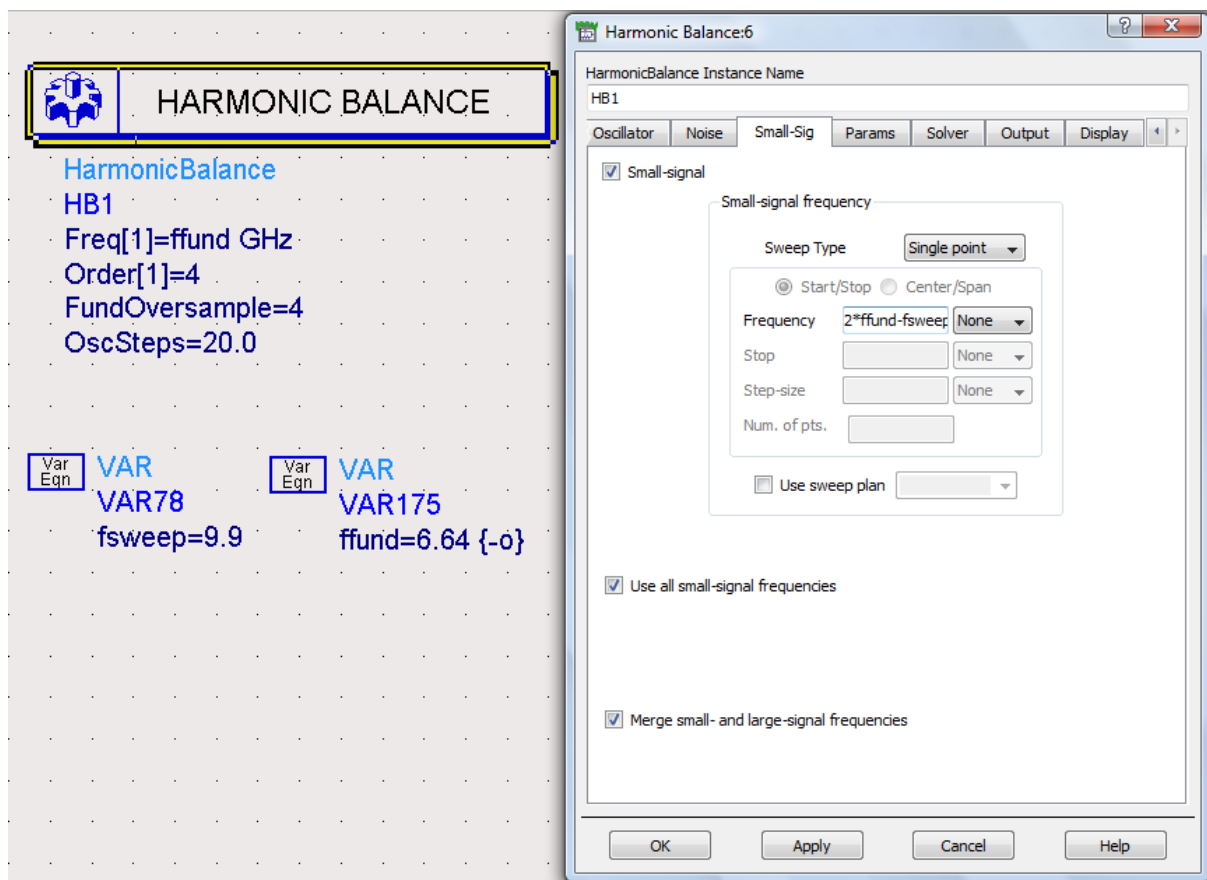 HARMONIC BALANCE
HarmonicBalance
HB1
Freq[1]=ffund GHz
Order[1]=4
FundOversample=4
OscSteps=20.0
Var
Eqn
VAR
VAR78
fsweep=9.9
Var
Eqn
VAR
VAR175
ffund=6.64 {-o}
Harmonic Balance:6
? X
HarmonicBalance Instance Name
HB1
Oscillator Noise Small-Sig Params Solver Output Display
Small-signal
Small-signal frequency
Sweep Type Single point
Start/Stop Center/Span
Frequency 2*ffund-fsweep None
Stop None
Step-size None
Num. of pts.
Use sweep plan
Use all small-signal frequencies
Merge small- and large-signal frequencies
OK Apply Cancel Help